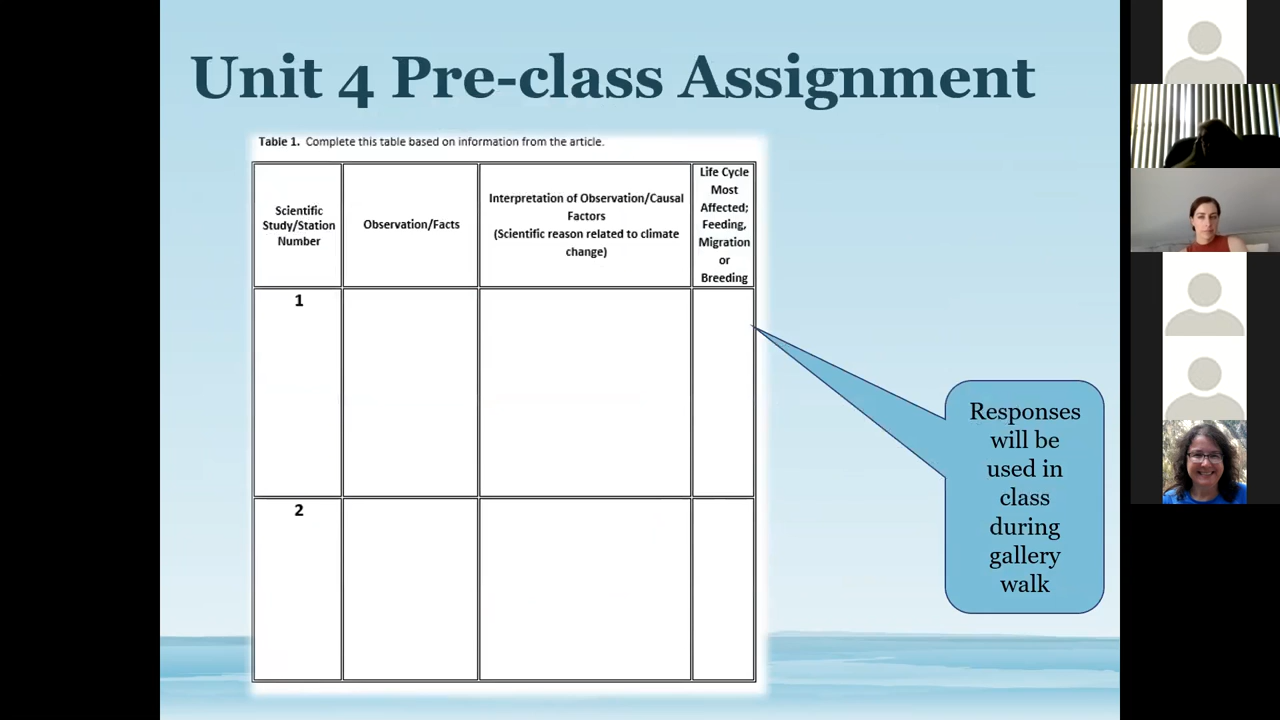 Unit 4 Pre-class Assignment
Table 1. Complete this table based on information from the article.
Scientific
Study/Station
Number
Observation/Facts
Interpretation of Observation/Causal
Factors
(Scientific reason related to climate
change)
Life Cycle
Most
Affected;
Feeding,
Migration
or
Breeding
1
2
Responses
will be
used in
class
during
gallery
walk